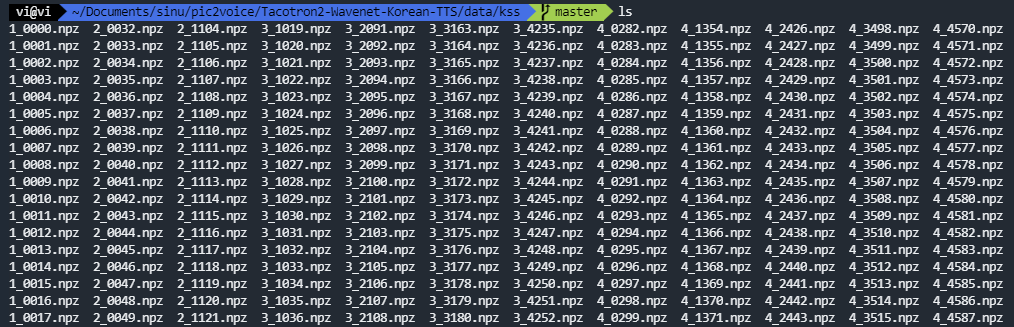 vi@vi ~/Documents/sinu/pic2voice/Tacotron2-Wavenet-Korean-TTS/data/kss master ls
1_0000.npz 2_0032.npz 2_1104.npz 3_1019.npz 3_2091.npz 3_3163.npz 3_4235.npz 4_0282.npz 4_1354.npz 4_2426.npz 4_3498.npz 4_4570.npz
1_0001.npz 2_0033.npz 2_1105.npz 3_1020.npz 3_2092.npz 3_3164.npz 3_4236.npz 4_0283.npz 4_1355.npz 4_2427.npz 4_3499.npz 4_4571.npz
1_0002.npz 2_0034.npz 2_1106.npz 3_1021.npz 3_2093.npz 3_3165.npz 3_4237.npz 4_0284.npz 4_1356.npz 4_2428.npz 4_3500.npz 4_4572.npz
1_0003.npz 2_0035.npz 2_1107.npz 3_1022.npz 3_2094.npz 3_3166.npz 3_4238.npz 4_0285.npz 4_1357.npz 4_2429.npz 4_3501.npz 4_4573.npz
1_0004.npz 2_0036.npz 2_1108.npz 3_1023.npz 3_2095.npz 3_3167.npz 3_4239.npz 4_0286.npz 4_1358.npz 4_2430.npz 4_3502.npz 4_4574.npz
1_0005.npz 2_0037.npz 2_1109.npz 3_1024.npz 3_2096.npz 3_3168.npz 3_4240.npz 4_0287.npz 4_1359.npz 4_2431.npz 4_3503.npz 4_4575.npz
1_0006.npz 2_0038.npz 2_1110.npz 3_1025.npz 3_2097.npz 3_3169.npz 3_4241.npz 4_0288.npz 4_1360.npz 4_2432.npz 4_3504.npz 4_4576.npz
1_0007.npz 2_0039.npz 2_1111.npz 3_1026.npz 3_2098.npz 3_3170.npz 3_4242.npz 4_0289.npz 4_1361.npz 4_2433.npz 4_3505.npz 4_4577.npz
1_0008.npz 2_0040.npz 2_1112.npz 3_1027.npz 3_2099.npz 3_3171.npz 3_4243.npz 4_0290.npz 4_1362.npz 4_2434.npz 4_3506.npz 4_4578.npz
1_0009.npz 2_0041.npz 2_1113.npz 3_1028.npz 3_2100.npz 3_3172.npz 3_4244.npz 4_0291.npz 4_1363.npz 4_2435.npz 4_3507.npz 4_4579.npz
1_0010.npz 2_0042.npz 2_1114.npz 3_1029.npz 3_2101.npz 3_3173.npz 3_4245.npz 4_0292.npz 4_1364.npz 4_2436.npz 4_3508.npz 4_4580.npz
1_0011.npz 2_0043.npz 2_1115.npz 3_1030.npz 3_2102.npz 3_3174.npz 3_4246.npz 4_0293.npz 4_1365.npz 4_2437.npz 4_3509.npz 4_4581.npz
1_0012.npz 2_0044.npz 2_1116.npz 3_1031.npz 3_2103.npz 3_3175.npz 3_4247.npz 4_0294.npz 4_1366.npz 4_2438.npz 4_3510.npz 4_4582.npz
1_0013.npz 2_0045.npz 2_1117.npz 3_1032.npz 3_2104.npz 3_3176.npz 3_4248.npz 4_0295.npz 4_1367.npz 4_2439.npz 4_3511.npz 4_4583.npz
1_0014.npz 2_0046.npz 2_1118.npz 3_1033.npz 3_2105.npz 3_3177.npz 3_4249.npz 4_0296.npz 4_1368.npz 4_2440.npz 4_3512.npz 4_4584.npz
1_0015.npz 2_0047.npz 2_1119.npz 3_1034.npz 3_2106.npz 3_3178.npz 3_4250.npz 4_0297.npz 4_1369.npz 4_2441.npz 4_3513.npz 4_4585.npz
1_0016.npz 2_0048.npz 2_1120.npz 3_1035.npz 3_2107.npz 3_3179.npz 3_4251.npz 4_0298.npz 4_1370.npz 4_2442.npz 4_3514.npz 4_4586.npz
1_0017.npz 2_0049.npz 2_1121.npz 3_1036.npz 3_2108.npz 3_3180.npz 3_4252.npz 4_0299.npz 4_1371.npz 4_2443.npz 4_3515.npz 4_4587.npz